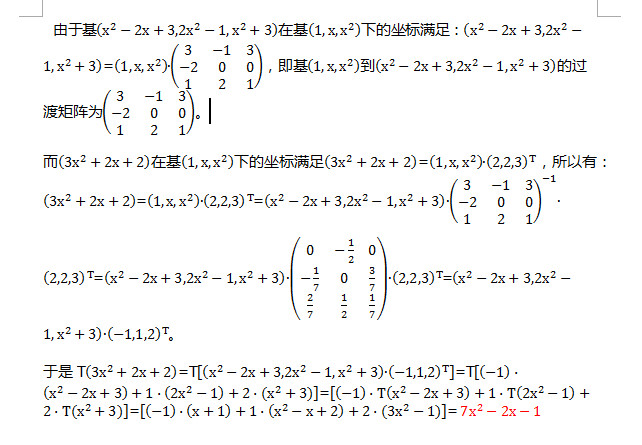 由于基(x² − 2x + 3,2x² − 1, x² + 3)在基(1, x, x²)下的坐标满足：(x² − 2x + 3,2x² −
1, x² + 3)=(1, x, x²)·(3 −1 3; −2 0 0; 1 2 1)，即基(1, x, x²)到(x² − 2x + 3,2x² − 1, x² + 3)的过
渡矩阵为(3 −1 3; −2 0 0; 1 2 1)。
而(3x² + 2x + 2)在基(1, x, x²)下的坐标满足(3x² + 2x + 2)=(1, x, x²)·(2,2,3)ᵀ，所以有：
(3x² + 2x + 2)=(1, x, x²)·(2,2,3)ᵀ=(x² − 2x + 3,2x² − 1, x² + 3)·(3 −1 3; −2 0 0; 1 2 1)⁻¹·
(2,2,3)ᵀ=(x² − 2x + 3,2x² − 1, x² + 3)·(0 −1/2 0; −1/7 0 3/7; 2/7 1/2 1/7)·(2,2,3)ᵀ=(x² − 2x + 3,2x² −
1, x² + 3)·(−1,1,2)ᵀ。
于是 T(3x² + 2x + 2)=T[(x² − 2x + 3,2x² − 1, x² + 3)·(−1,1,2)ᵀ]=T[(−1) ·
(x² − 2x + 3) + 1 · (2x² − 1) + 2 · (x² + 3)]=[(−1) · T(x² − 2x + 3) + 1 · T(2x² − 1) +
2 · T(x² + 3)]=[(−1) · (x + 1) + 1 · (x² − x + 2) + 2 · (3x² − 1)]= 7x² − 2x − 1